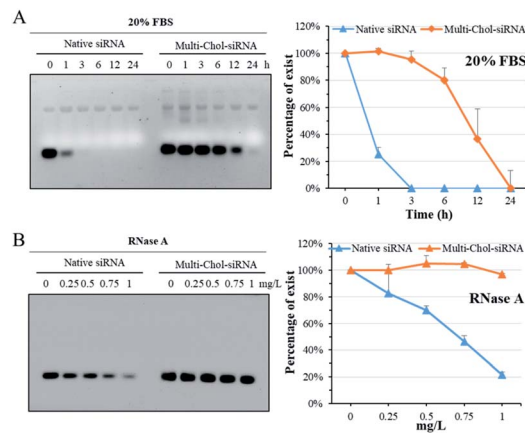 A
20% FBS
Native siRNA Multi-Chol-siRNA
0 1 3 6 12 24 0 1 3 6 12 24 h
Native siRNA Multi-Chol-siRNA
20% FBS
Percentage of exist
120%
100%
80%
60%
40%
20%
0%
0 1 3 6 12 24
Time (h)
B
RNase A
Native siRNA Multi-Chol-siRNA
0 0.25 0.5 0.75 1 0 0.25 0.5 0.75 1 mg/L
Native siRNA Multi-Chol-siRNA
RNase A
Percentage of exist
120%
100%
80%
60%
40%
20%
0%
0 0.25 0.5 0.75 1
mg/L